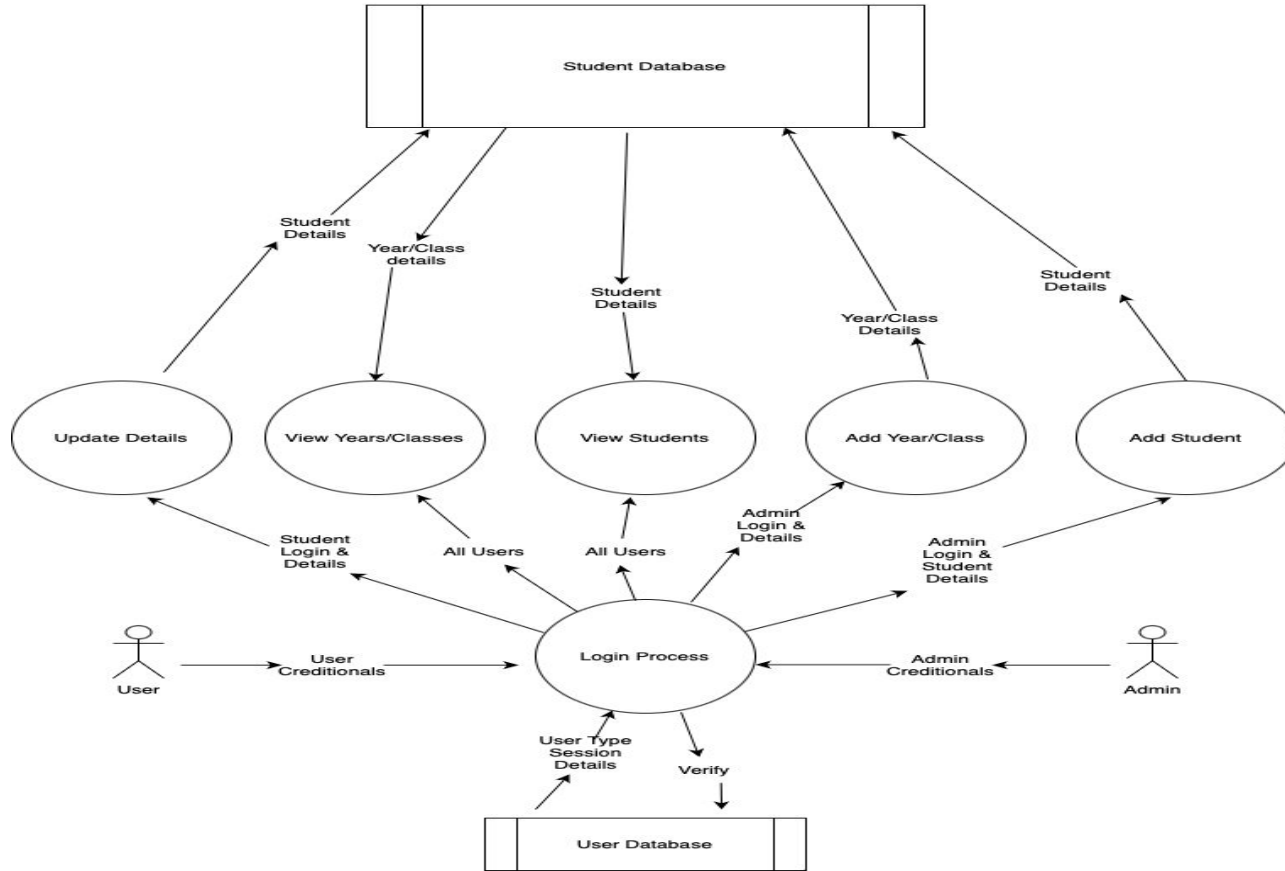 Student Database
Student
Details
Year/Class
details
Student
Details
Year/Class
Details
Student
Details
Update Details
View Years/Classes
View Students
Add Year/Class
Add Student
Student
Login &
Details
All Users
All Users
Admin
Login &
Details
Admin
Login &
Student
Details
User
User
Creditionals
Login Process
Admin
Creditionals
Admin
User Type
Session
Details
Verify
User Database